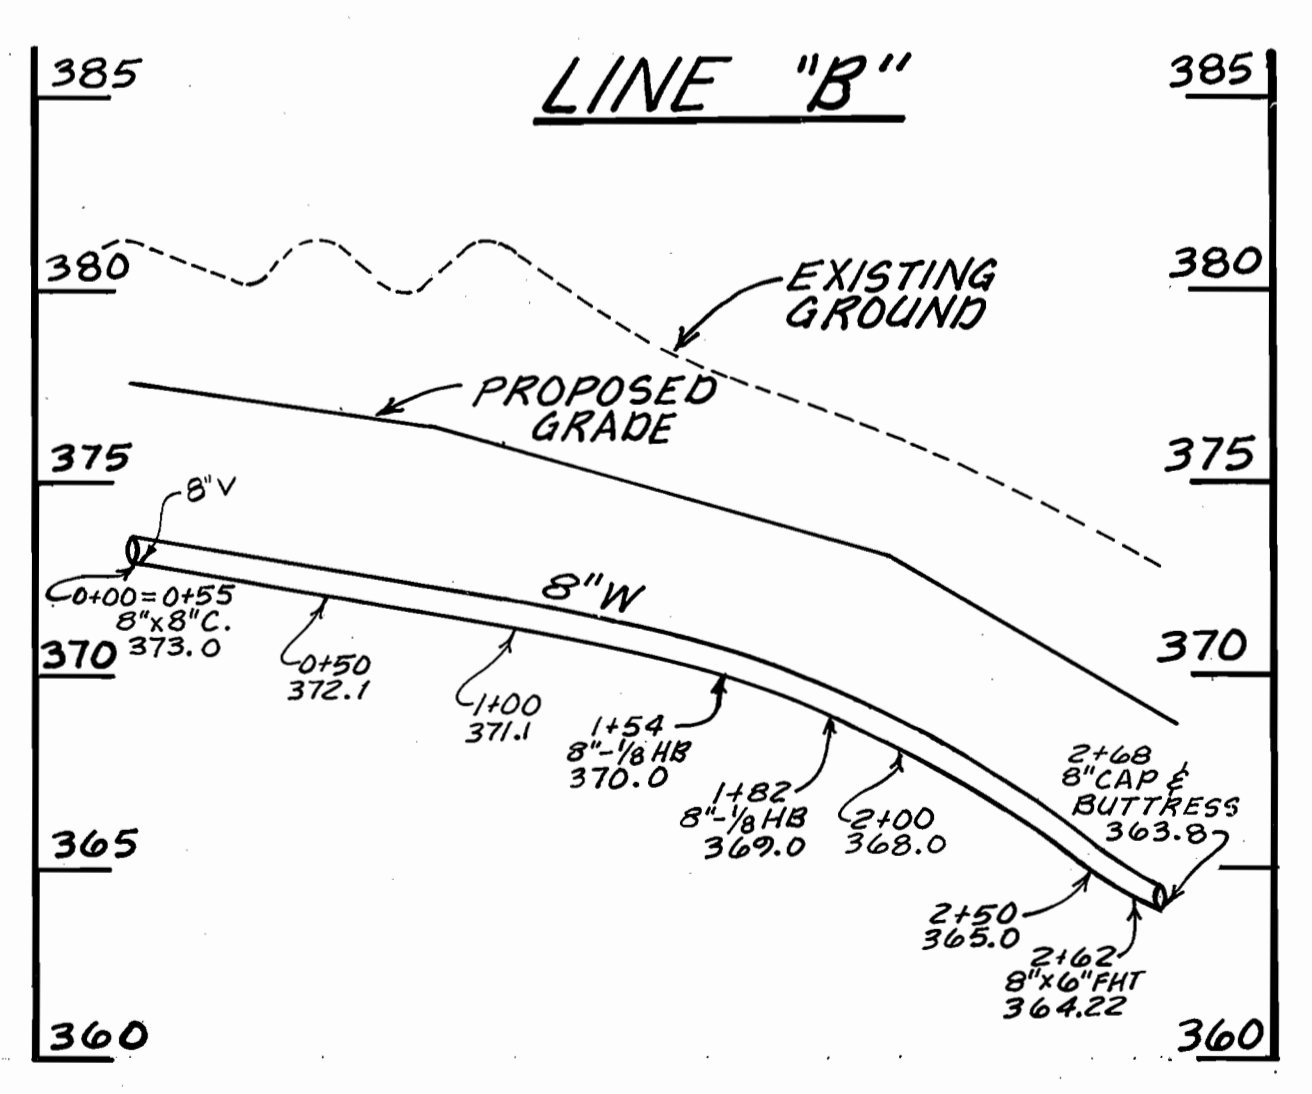 LINE "B"
385
385
380
380
EXISTING
GROUND
PROPOSED
GRADE
375
375
8"V
8"W
0+00=0+55
8"x8"C.
373.0
370
370
0+50
372.1
1+00
371.1
1+54
8"-1/8 HB
370.0
1+82
8"-1/8 HB
369.0
2+00
368.0
2+68
8"CAP &
BUTTRESS
363.8
365
2+50
365.0
2+62
8"x6"FHT
364.22
360
360